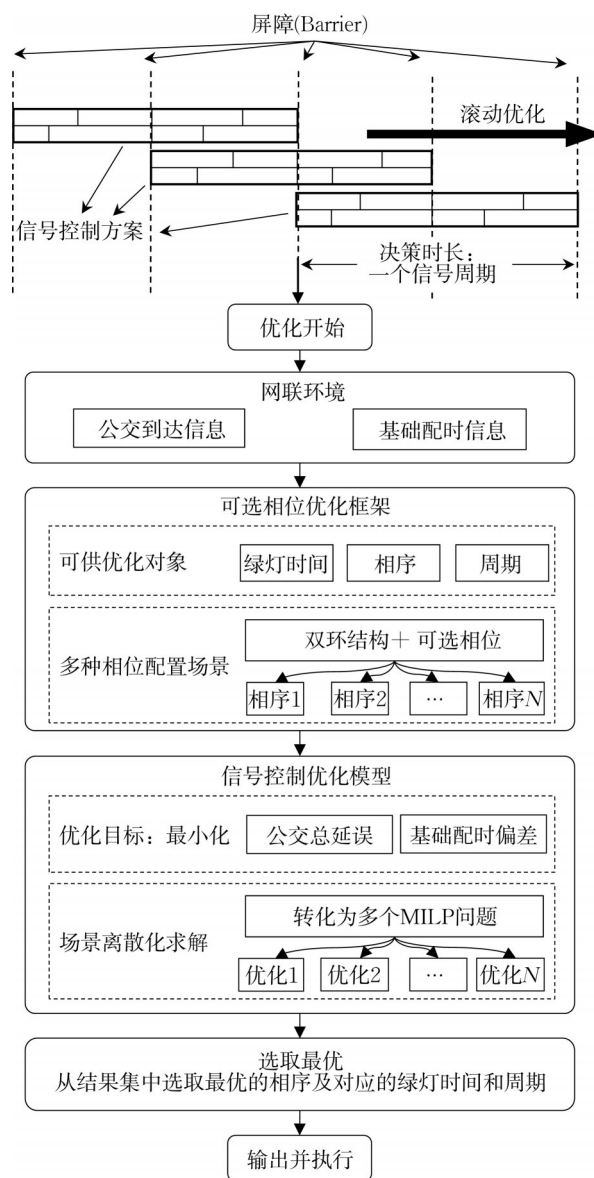 屏障(Barrier)
滚动优化
信号控制方案
决策时长：
一个信号周期
优化开始
网联环境
公交到达信息
基础配时信息
可选相位优化框架
可供优化对象
绿灯时间
相序
周期
多种相位配置场景
双环结构＋可选相位
相序1
相序2
…
相序N
信号控制优化模型
优化目标：最小化
公交总延误
基础配时偏差
场景离散化求解
转化为多个MILP问题
优化1
优化2
…
优化N
选取最优
从结果集中选取最优的相序及对应的绿灯时间和周期
输出并执行